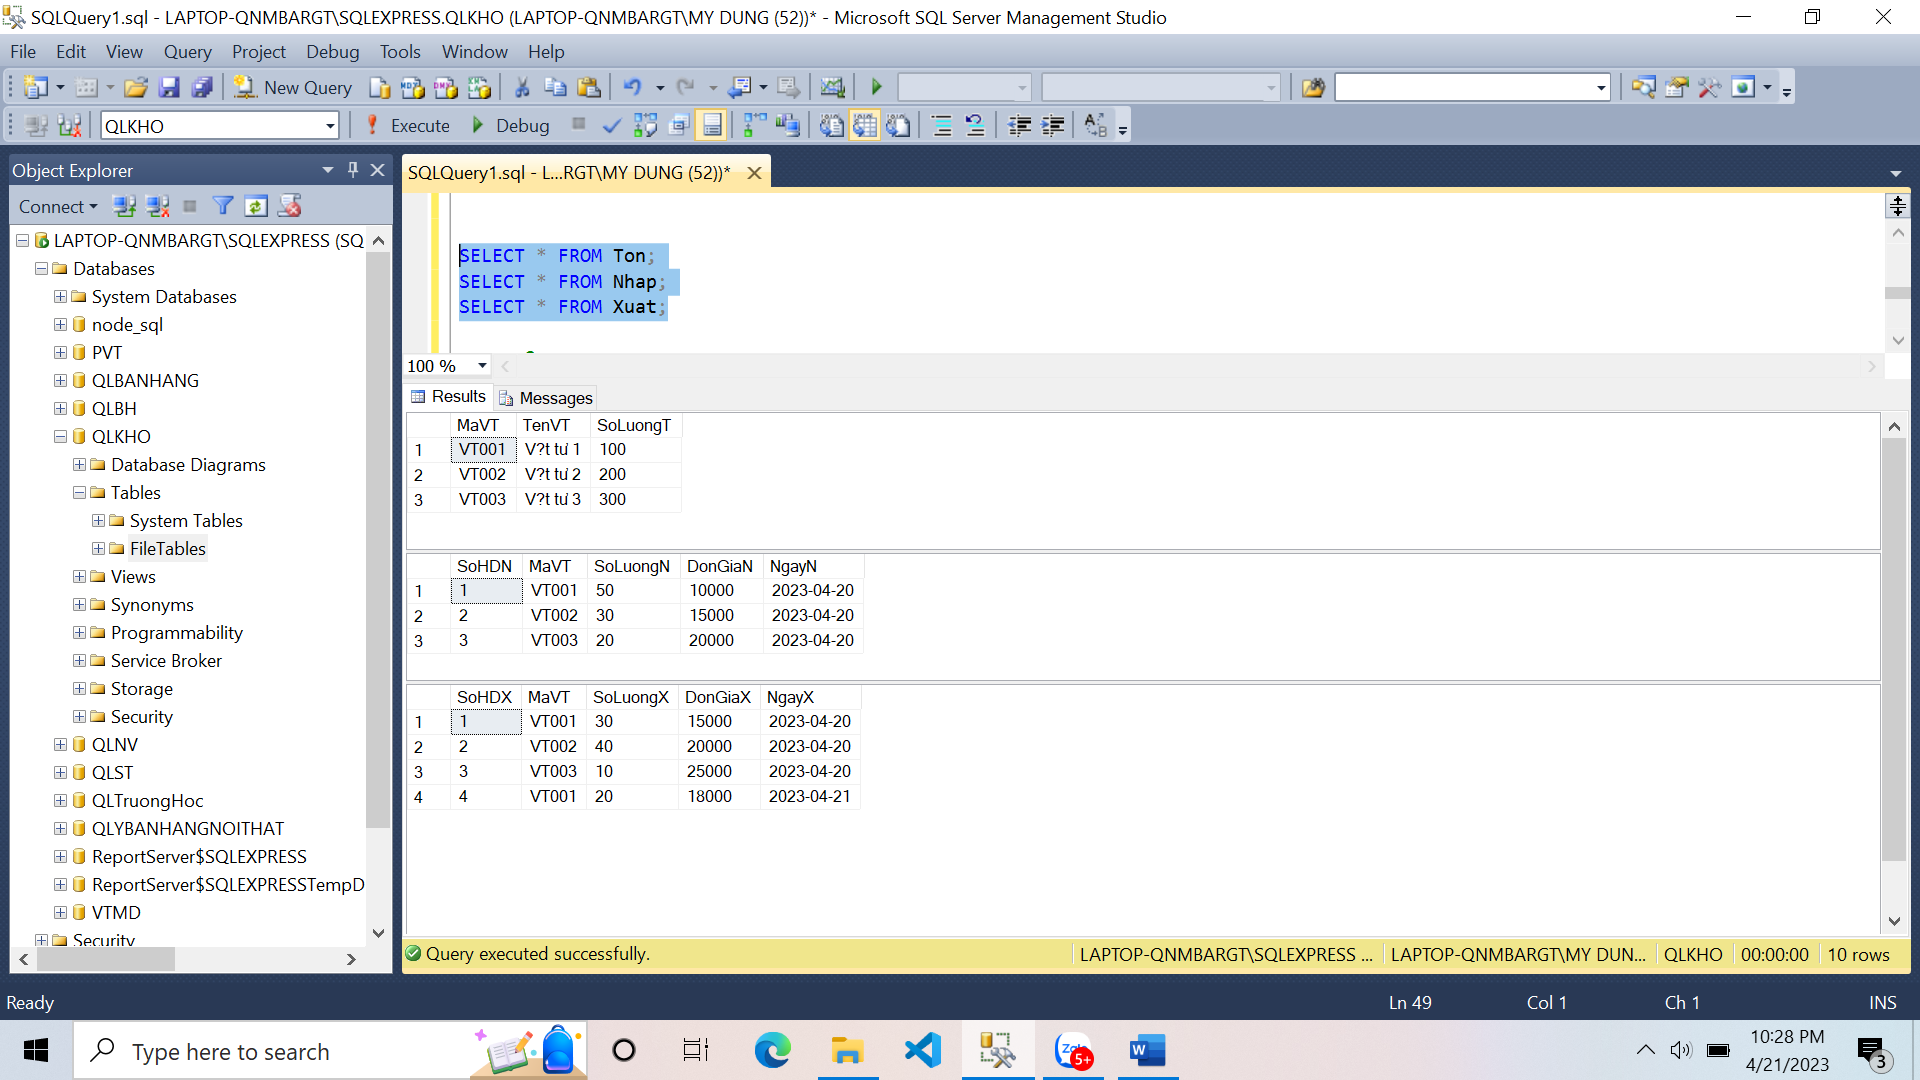 SQLQuery1.sql - LAPTOP-QNMBARGT\SQLEXPRESS.QLKHO (LAPTOP-QNMBARGT\MY DUNG (52))* - Microsoft SQL Server Management Studio
File Edit View Query Project Debug Tools Window Help
New Query
QLKHO Execute Debug
Object Explorer
Connect
LAPTOP-QNMBARGT\SQLEXPRESS (SQ
Databases
System Databases
node_sql
PVT
QLBANHANG
QLBH
QLKHO
Database Diagrams
Tables
System Tables
FileTables
Views
Synonyms
Programmability
Service Broker
Storage
Security
QLNV
QLST
QLTruongHoc
QLYBANHANGNOITHAT
ReportServer$SQLEXPRESS
ReportServer$SQLEXPRESSTempD
VTMD
Security
SQLQuery1.sql - L...RGT\MY DUNG (52))*
SELECT * FROM Ton;
SELECT * FROM Nhap;
SELECT * FROM Xuat;
100 %
Results Messages
MaVT TenVT SoLuongT
1 VT001 V?t tư 1 100
2 VT002 V?t tư 2 200
3 VT003 V?t tư 3 300
SoHDN MaVT SoLuongN DonGiaN NgayN
1 1 VT001 50 10000 2023-04-20
2 2 VT002 30 15000 2023-04-20
3 3 VT003 20 20000 2023-04-20
SoHDX MaVT SoLuongX DonGiaX NgayX
1 1 VT001 30 15000 2023-04-20
2 2 VT002 40 20000 2023-04-20
3 3 VT003 10 25000 2023-04-20
4 4 VT001 20 18000 2023-04-21
Query executed successfully. LAPTOP-QNMBARGT\SQLEXPRESS ... LAPTOP-QNMBARGT\MY DUN... QLKHO 00:00:00 10 rows
Ready Ln 49 Col 1 Ch 1 INS
Type here to search
5+
10:28 PM
4/21/2023
3